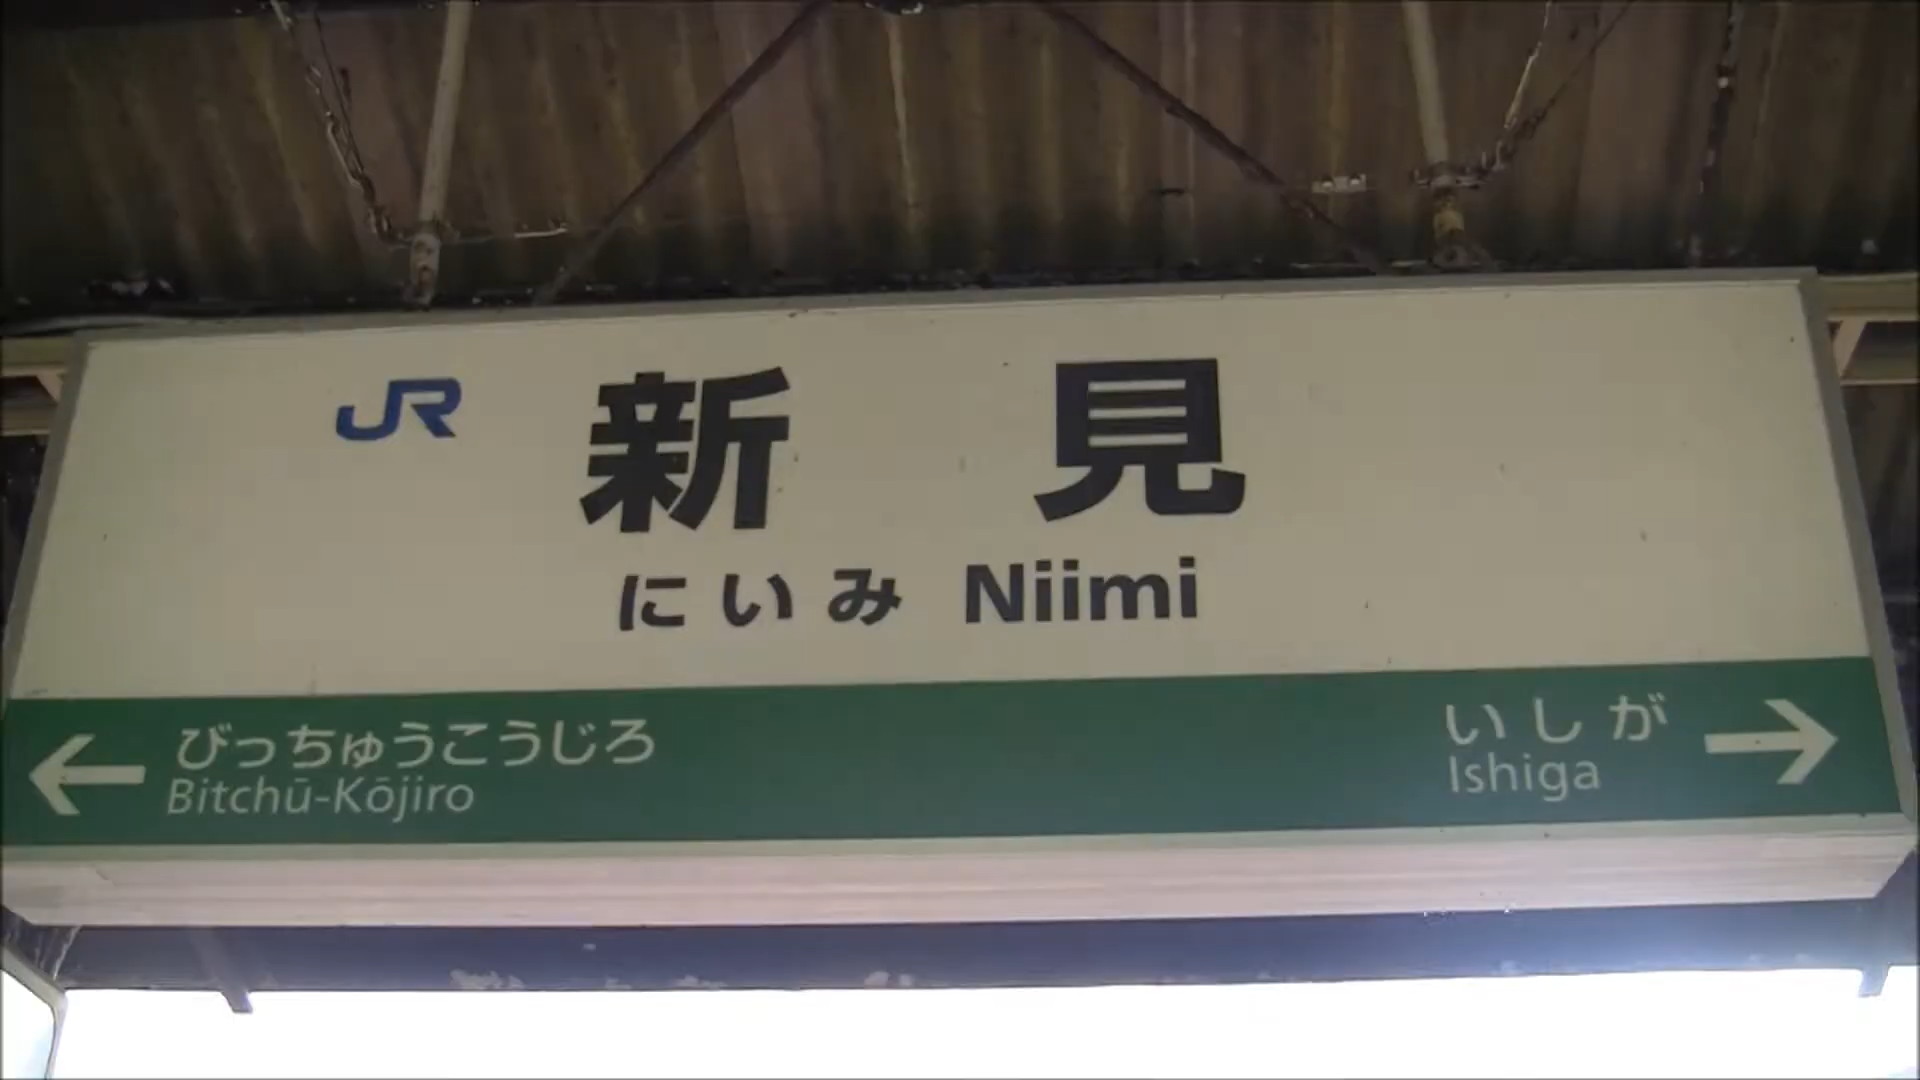 JR 新見
にいみ Niimi
← びっちゅうこうじろ
Bitchū-Kōjiro
いしが →
Ishiga